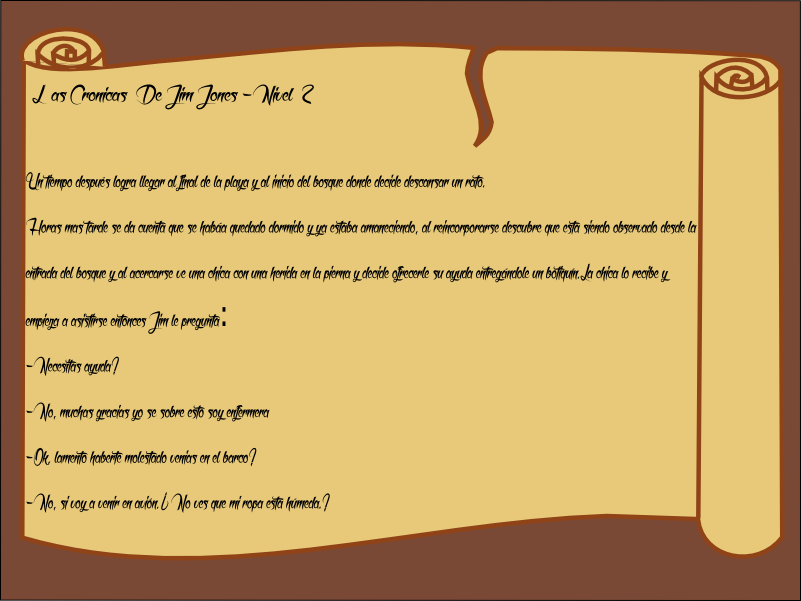 Las Cronicas De Jim Jones - Nivel 2
Un tiempo después logra llegar al final de la playa y al inicio del bosque donde decide descansar un rato.
Horas mas tarde se da cuenta que se habáa quedado dormido y ya estaba amaneciendo, al reincorporarse descubre que está siendo observado desde la
entrada del bosque y al acercarse ve una chica con una herida en la pierna y decide ofrecerle su ayuda entregándole un botiquín. La chica lo recibe y
empieza a asistirse entonces Jim le pregunta :
-Necesitas ayuda?
-No, muchas gracias yo se sobre esto soy enfermera
-Oh, lamento haberte molestado venías en el barco?
-No, si voy a venir en avión.¿ No ves que mi ropa está húmeda.?